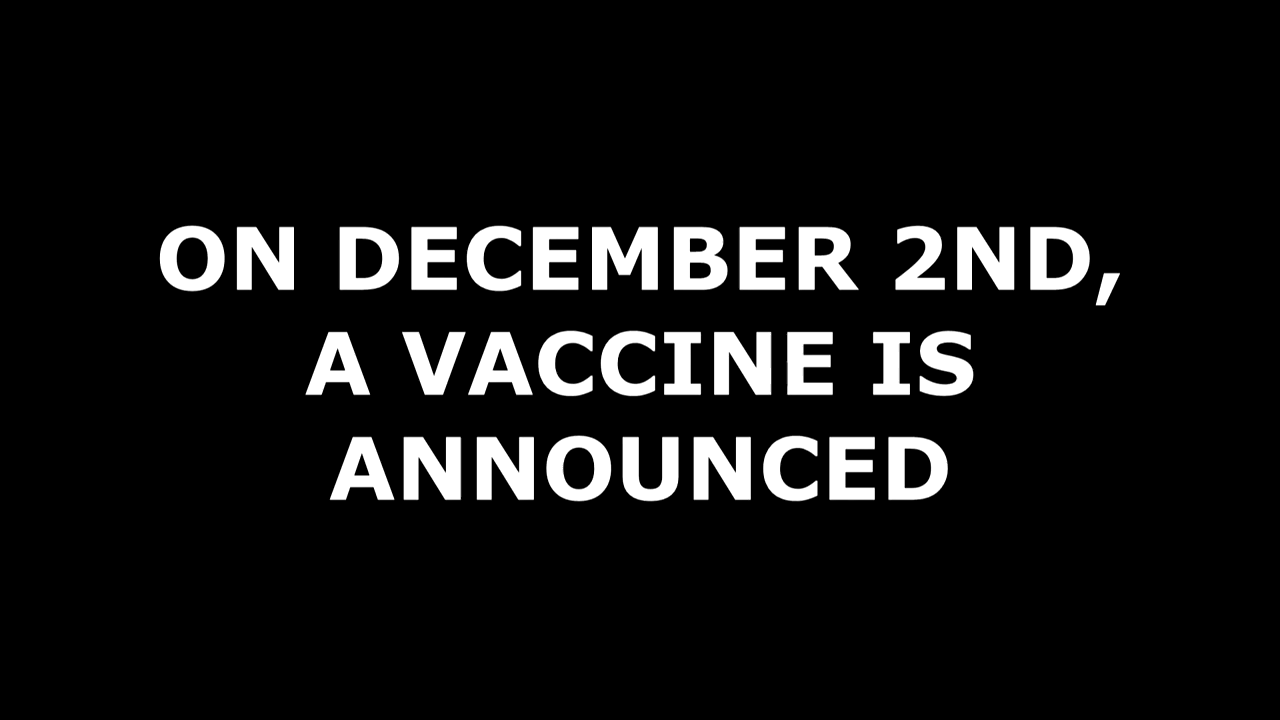 ON DECEMBER 2ND,
A VACCINE IS
ANNOUNCED